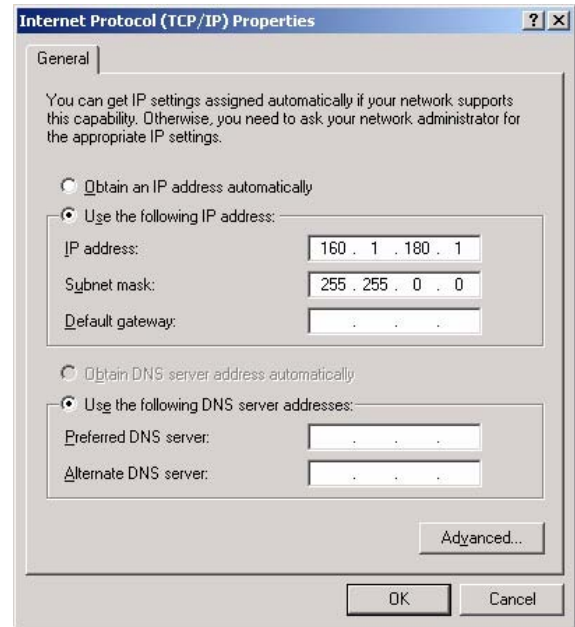 Internet Protocol (TCP/IP) Properties ? X
General
You can get IP settings assigned automatically if your network supports
this capability. Otherwise, you need to ask your network administrator for
the appropriate IP settings.
Obtain an IP address automatically
Use the following IP address:
IP address: 160 . 1 . 180 . 1
Subnet mask: 255 . 255 . 0 . 0
Default gateway: . . .
Obtain DNS server address automatically
Use the following DNS server addresses:
Preferred DNS server: . . .
Alternate DNS server: . . .
Advanced...
OK Cancel